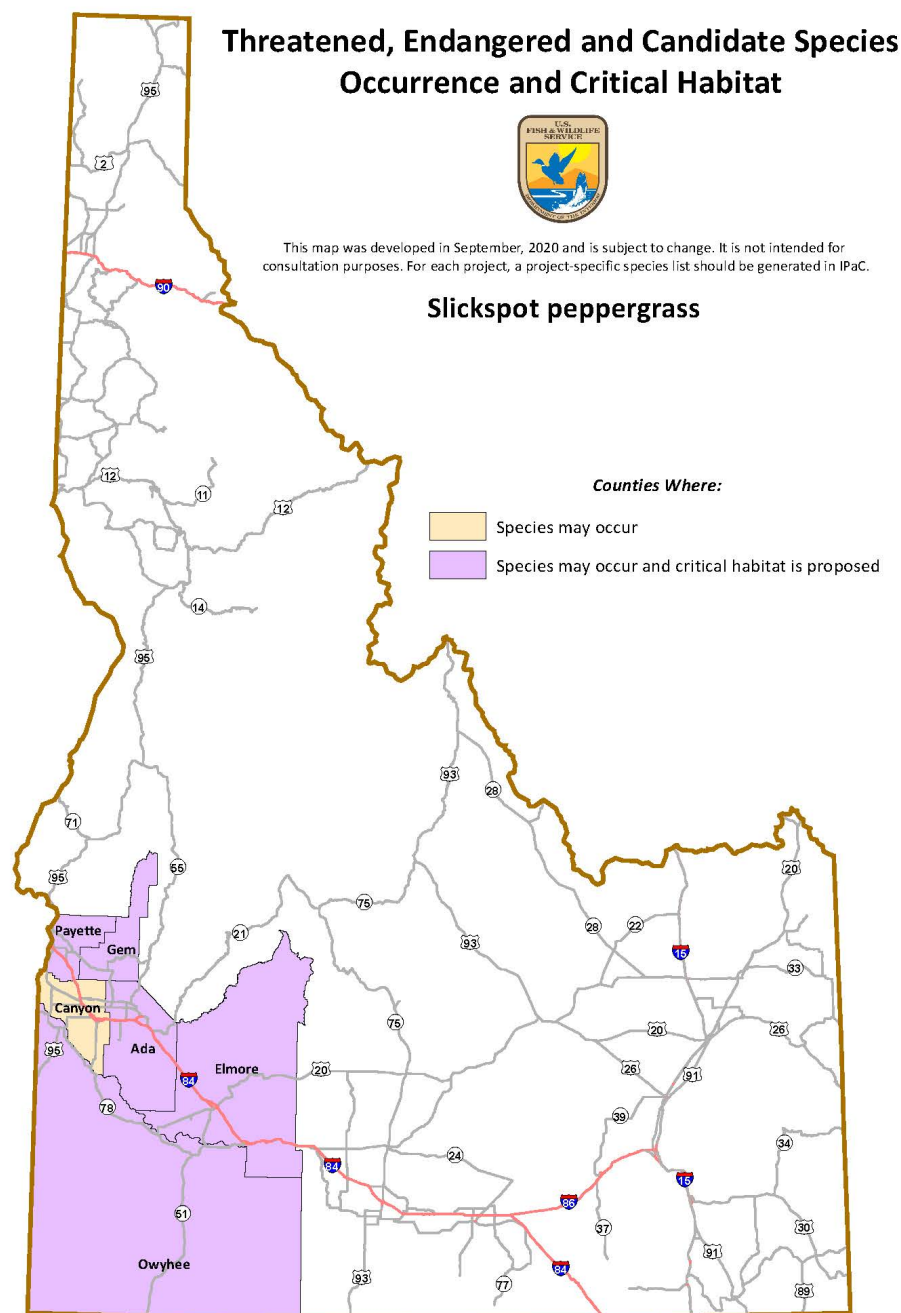 Threatened, Endangered and Candidate Species
Occurrence and Critical Habitat
U.S.
FISH & WILDLIFE
SERVICE
DEPARTMENT OF THE INTERIOR
This map was developed in September, 2020 and is subject to change. It is not intended for
consultation purposes. For each project, a project-specific species list should be generated in IPaC.
Slickspot peppergrass
Counties Where:
Species may occur
Species may occur and critical habitat is proposed
95
2
90
12
11
12
14
95
93
28
71
95
55
20
75
21
93
28
22
15
33
Payette
Gem
Canyon
Ada
Elmore
Owyhee
95
84
78
20
75
20
26
26
91
39
34
24
84
15
86
51
37
30
91
93
77
84
89